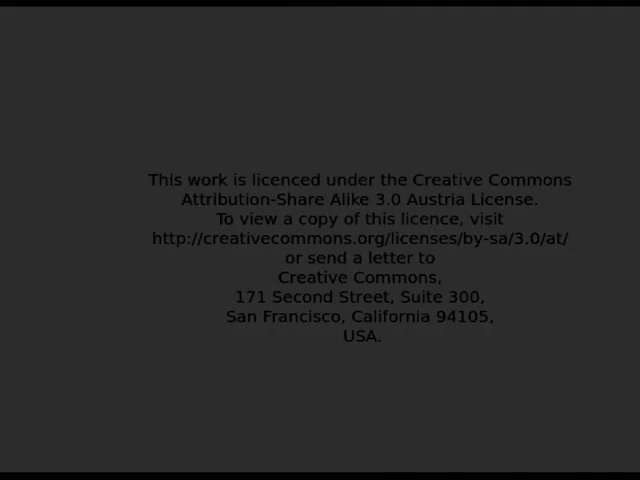 This work is licenced under the Creative Commons
Attribution-Share Alike 3.0 Austria License.
To view a copy of this licence, visit
http://creativecommons.org/licenses/by-sa/3.0/at/
or send a letter to
Creative Commons,
171 Second Street, Suite 300,
San Francisco, California 94105,
USA.